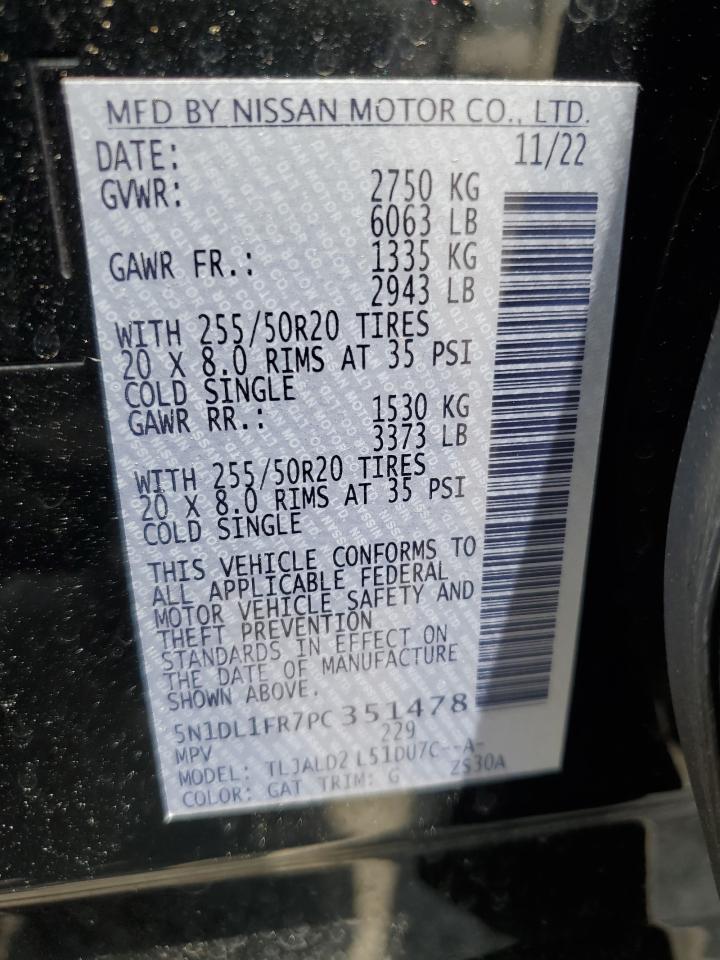 MFD BY NISSAN MOTOR CO., LTD.
DATE: 11/22
GVWR: 2750 KG
6063 LB
GAWR FR.: 1335 KG
2943 LB
WITH 255/50R20 TIRES
20 X 8.0 RIMS AT 35 PSI
COLD SINGLE
GAWR RR.: 1530 KG
3373 LB
WITH 255/50R20 TIRES
20 X 8.0 RIMS AT 35 PSI
COLD SINGLE
THIS VEHICLE CONFORMS TO
ALL APPLICABLE FEDERAL
MOTOR VEHICLE SAFETY AND
THEFT PREVENTION
STANDARDS IN EFFECT ON
THE DATE OF MANUFACTURE
SHOWN ABOVE.
5N1DL1FR7PC351478
MPV 229
MODEL: TLJALD2 L51DU7C--A-
COLOR: GAT TRIM: G ZS30A